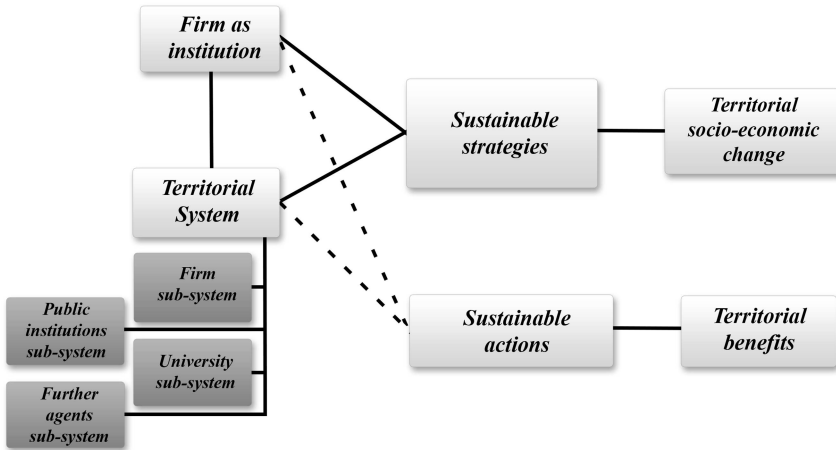 Firm as
institution
Sustainable
strategies
Territorial
socio-economic
change
Territorial
System
Firm
sub-system
Public
institutions
sub-system
University
sub-system
Further
agents
sub-system
Sustainable
actions
Territorial
benefits